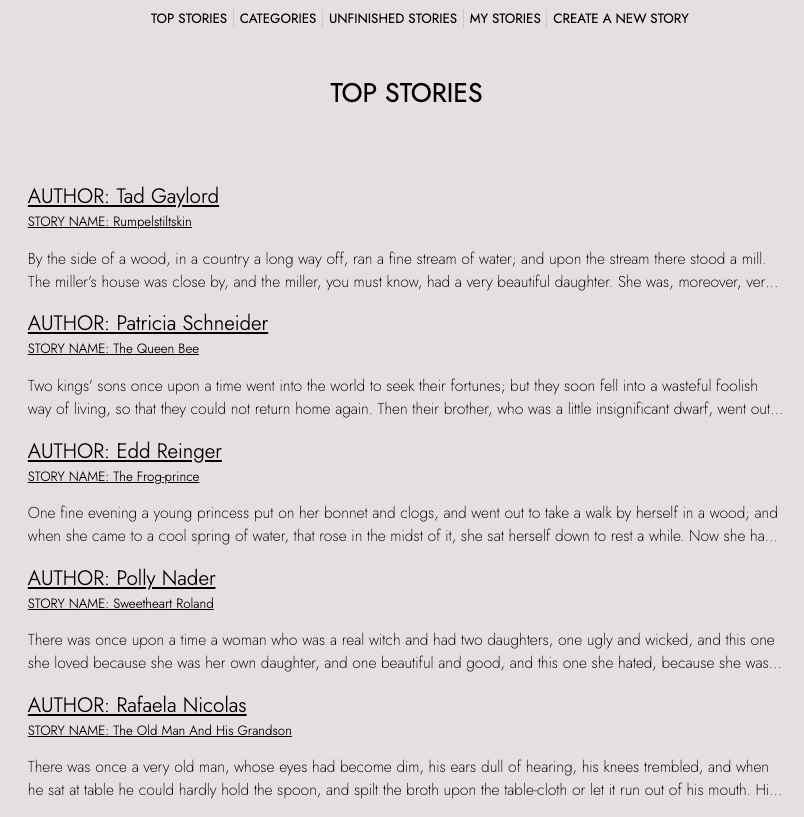 TOP STORIES
CATEGORIES
UNFINISHED STORIES
MY STORIES
CREATE A NEW STORY
TOP STORIES
AUTHOR: Tad Gaylord
STORY NAME: Rumpelstiltskin
By the side of a wood, in a country a long way off, ran a fine stream of water; and upon the stream there stood a mill.
The miller’s house was close by, and the miller, you must know, had a very beautiful daughter. She was, moreover, ver...
AUTHOR: Patricia Schneider
STORY NAME: The Queen Bee
Two kings’ sons once upon a time went into the world to seek their fortunes; but they soon fell into a wasteful foolish
way of living, so that they could not return home again. Then their brother, who was a little insignificant dwarf, went out...
AUTHOR: Edd Reinger
STORY NAME: The Frog-prince
One fine evening a young princess put on her bonnet and clogs, and went out to take a walk by herself in a wood; and
when she came to a cool spring of water, that rose in the midst of it, she sat herself down to rest a while. Now she ha...
AUTHOR: Polly Nader
STORY NAME: Sweetheart Roland
There was once upon a time a woman who was a real witch and had two daughters, one ugly and wicked, and this one
she loved because she was her own daughter, and one beautiful and good, and this one she hated, because she was...
AUTHOR: Rafaela Nicolas
STORY NAME: The Old Man And His Grandson
There was once a very old man, whose eyes had become dim, his ears dull of hearing, his knees trembled, and when
he sat at table he could hardly hold the spoon, and spilt the broth upon the table-cloth or let it run out of his mouth. Hi...